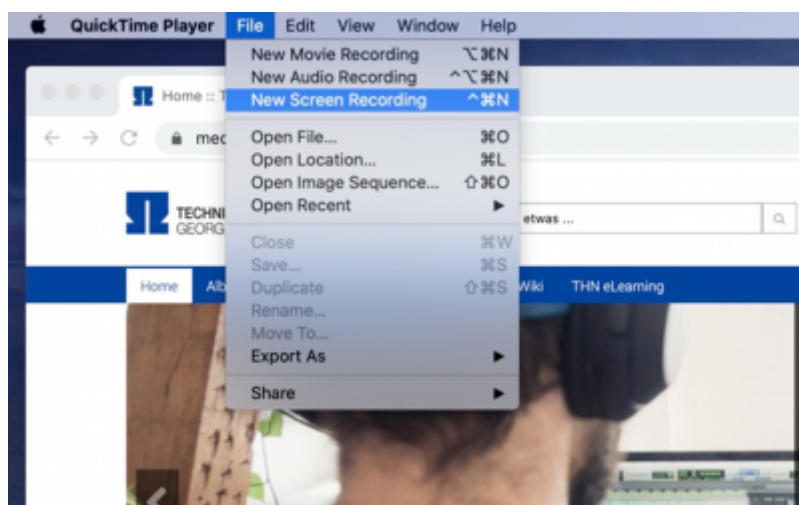 QuickTime Player File Edit View Window Help
New Movie Recording ⌥⌘N
New Audio Recording ^⌥⌘N
New Screen Recording ^⌘N
Open File... ⌘O
Open Location... ⌘L
Open Image Sequence... ⇧⌘O
Open Recent ▶
Close ⌘W
Save... ⌘S
Duplicate ⇧⌘S
Rename...
Move To...
Export As ▶
Share ▶
Home :: T
med
TECHNI
GEORG
etwas ...
Home Alb Wiki THN eLearning